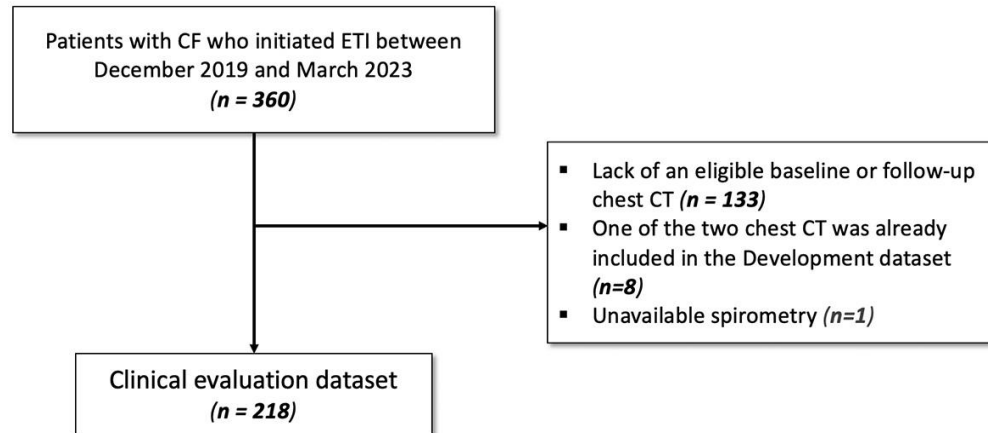 Patients with CF who initiated ETI between
December 2019 and March 2023
(n = 360)
▪ Lack of an eligible baseline or follow-up
chest CT (n = 133)
▪ One of the two chest CT was already
included in the Development dataset
(n=8)
▪ Unavailable spirometry (n=1)
Clinical evaluation dataset
(n = 218)